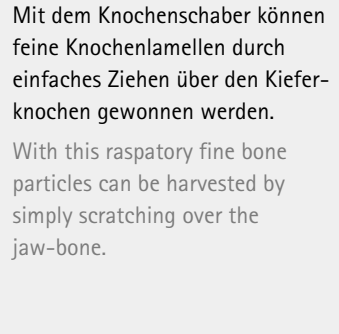 Mit dem Knochenschaber können
feine Knochenlamellen durch
einfaches Ziehen über den Kiefer-
knochen gewonnen werden.
With this raspatory fine bone
particles can be harvested by
simply scratching over the
jaw-bone.